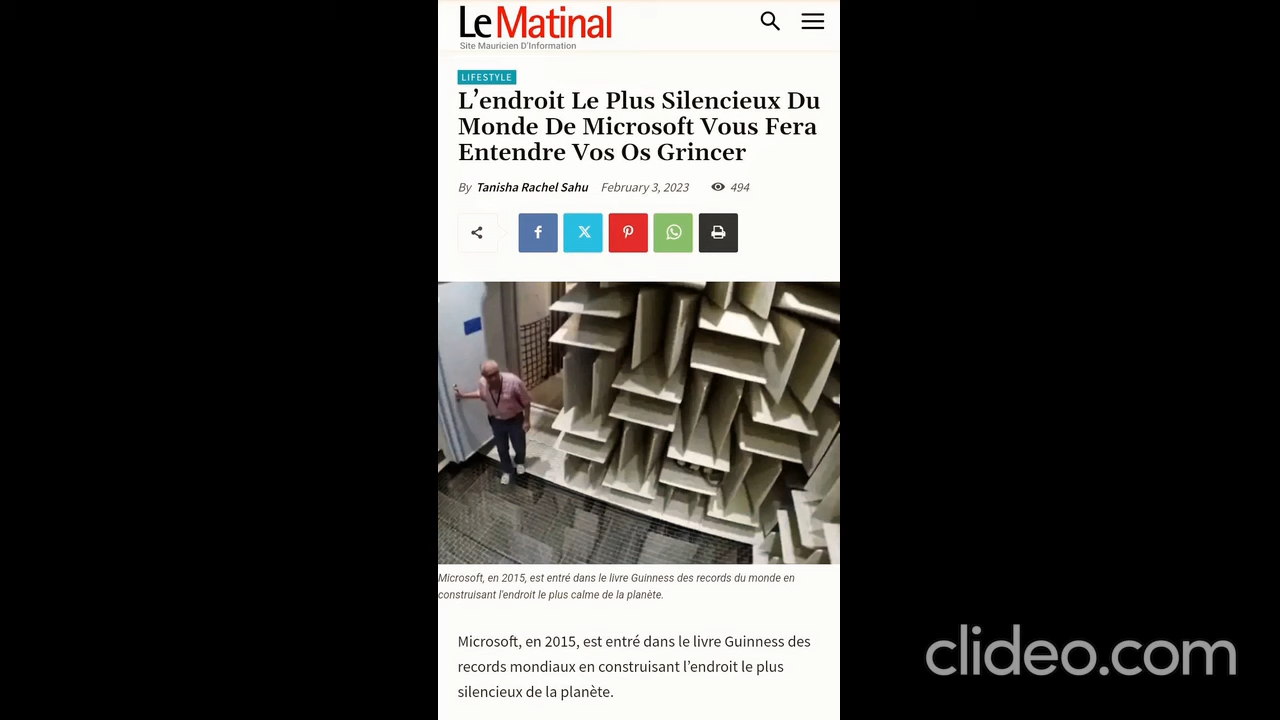 Le Matinal
Site Mauricien D'Information
LIFESTYLE
L’endroit Le Plus Silencieux Du
Monde De Microsoft Vous Fera
Entendre Vos Os Grincer
By Tanisha Rachel Sahu February 3, 2023 494
Microsoft, en 2015, est entré dans le livre Guinness des records du monde en
construisant l'endroit le plus calme de la planète.
Microsoft, en 2015, est entré dans le livre Guinness des
records mondiaux en construisant l’endroit le plus
silencieux de la planète.
clideo.com